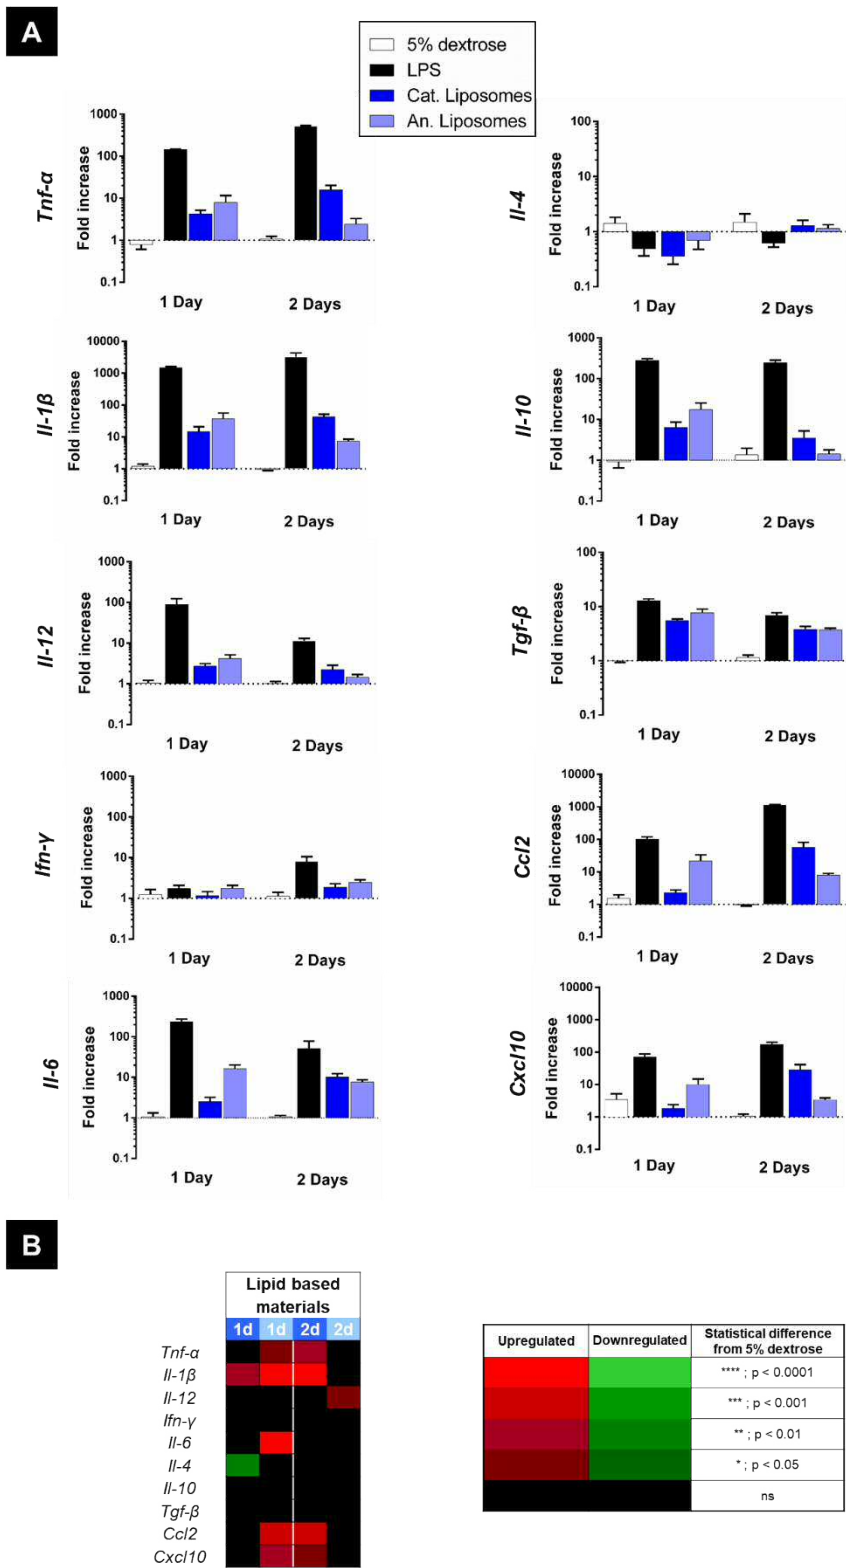 A
5% dextrose
LPS
Cat. Liposomes
An. Liposomes
Tnf-α
Fold increase
1000
100
10
1
0.1
1 Day
2 Days
Il-4
Fold increase
100
10
1
0.1
1 Day
2 Days
Il-1β
Fold increase
10000
1000
100
10
1
0.1
1 Day
2 Days
Il-10
Fold increase
1000
100
10
1
0.1
1 Day
2 Days
Il-12
Fold increase
1000
100
10
1
0.1
1 Day
2 Days
Tgf-β
Fold increase
100
10
1
0.1
1 Day
2 Days
Ifn-γ
Fold increase
1000
100
10
1
0.1
1 Day
2 Days
Ccl2
Fold increase
10000
1000
100
10
1
0.1
1 Day
2 Days
Il-6
Fold increase
1000
100
10
1
0.1
1 Day
2 Days
Cxcl10
Fold increase
10000
1000
100
10
1
0.1
1 Day
2 Days
B
Lipid based
materials
1d 1d 2d 2d
Tnf-α
Il-1β
Il-12
Ifn-γ
Il-6
Il-4
Il-10
Tgf-β
Ccl2
Cxcl10
Upregulated Downregulated Statistical difference
from 5% dextrose
**** ; p < 0.0001
*** ; p < 0.001
** ; p < 0.01
* ; p < 0.05
ns